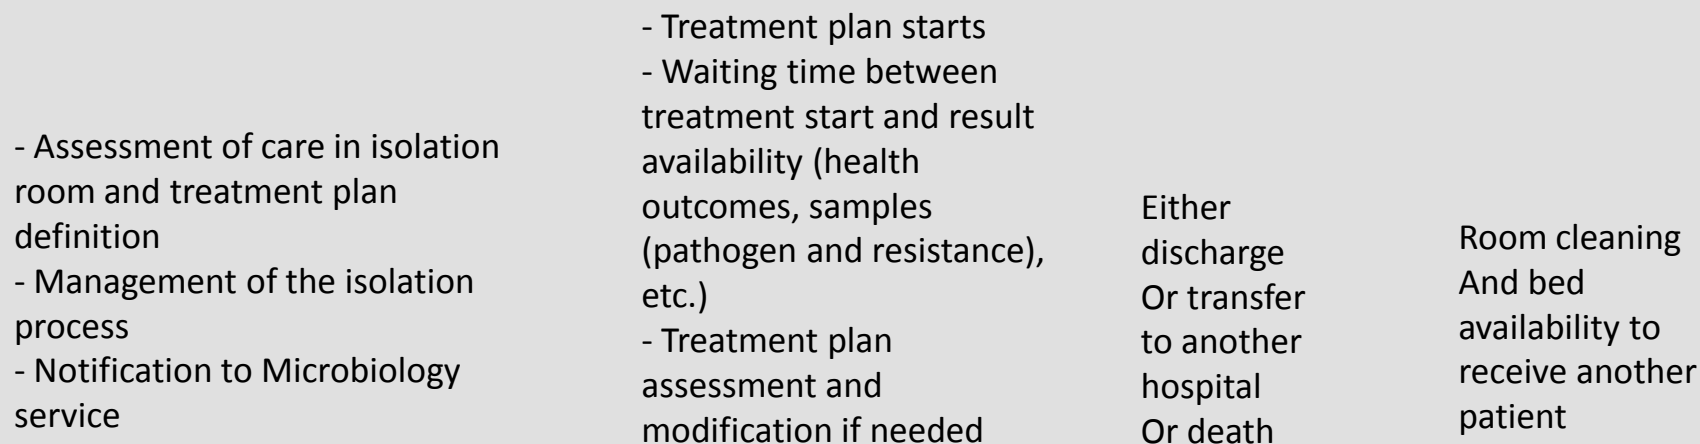 - Assessment of care in isolation
room and treatment plan
definition
- Management of the isolation
process
- Notification to Microbiology
service
- Treatment plan starts
- Waiting time between
treatment start and result
availability (health
outcomes, samples
(pathogen and resistance),
etc.)
- Treatment plan
assessment and
modification if needed
Either
discharge
Or transfer
to another
hospital
Or death
Room cleaning
And bed
availability to
receive another
patient